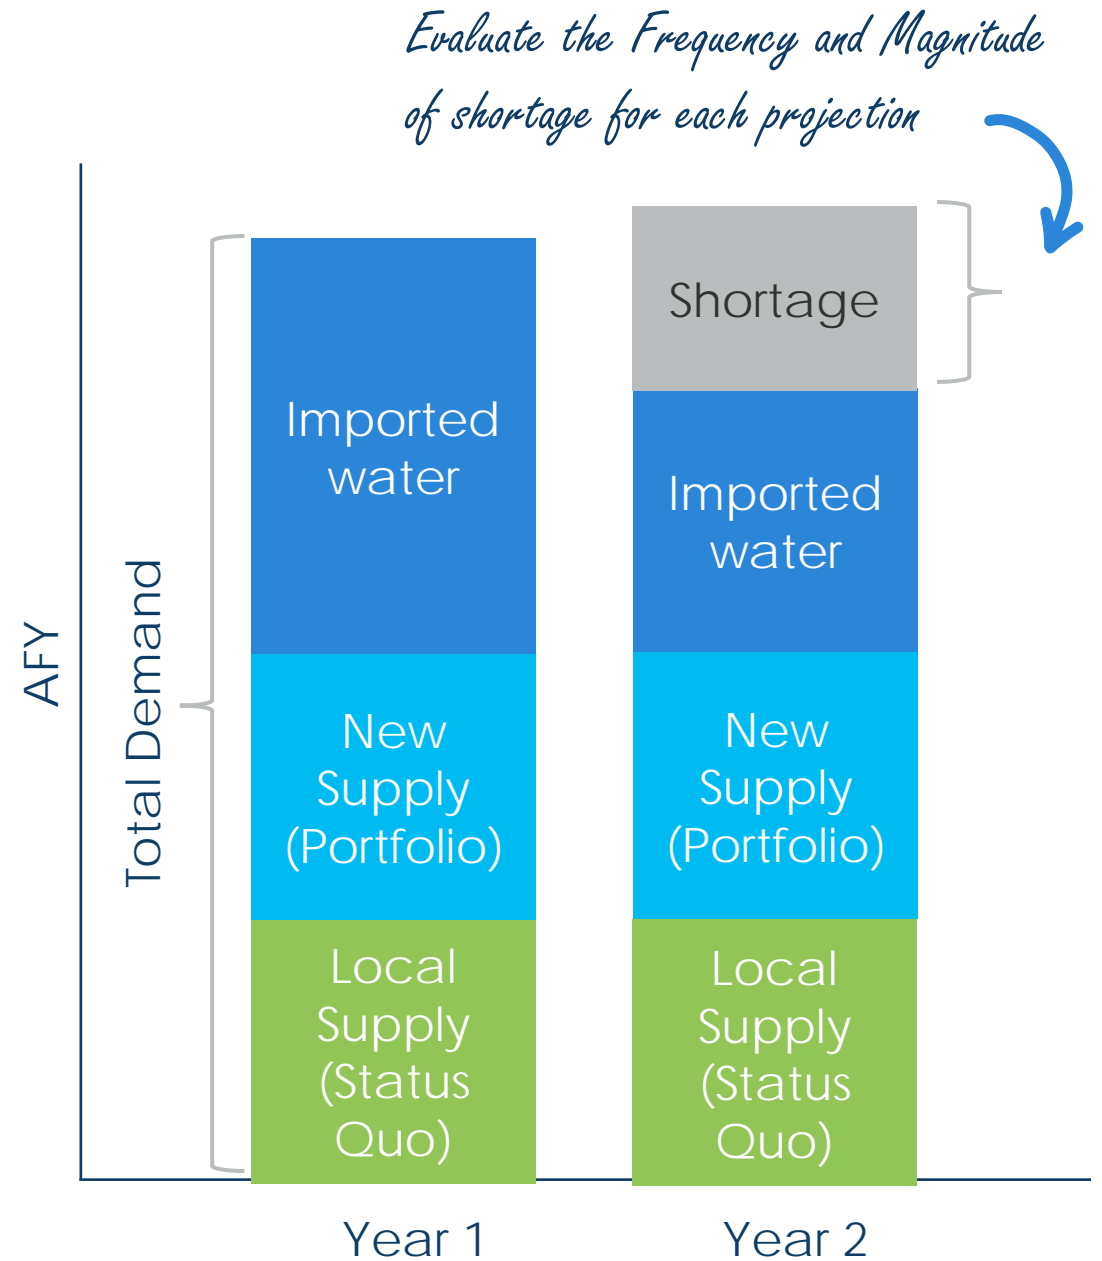 Evaluate the Frequency and Magnitude
of shortage for each projection
AFY
Total Demand
Imported
water
New
Supply
(Portfolio)
Local
Supply
(Status
Quo)
Shortage
Imported
water
New
Supply
(Portfolio)
Local
Supply
(Status
Quo)
Year 1
Year 2